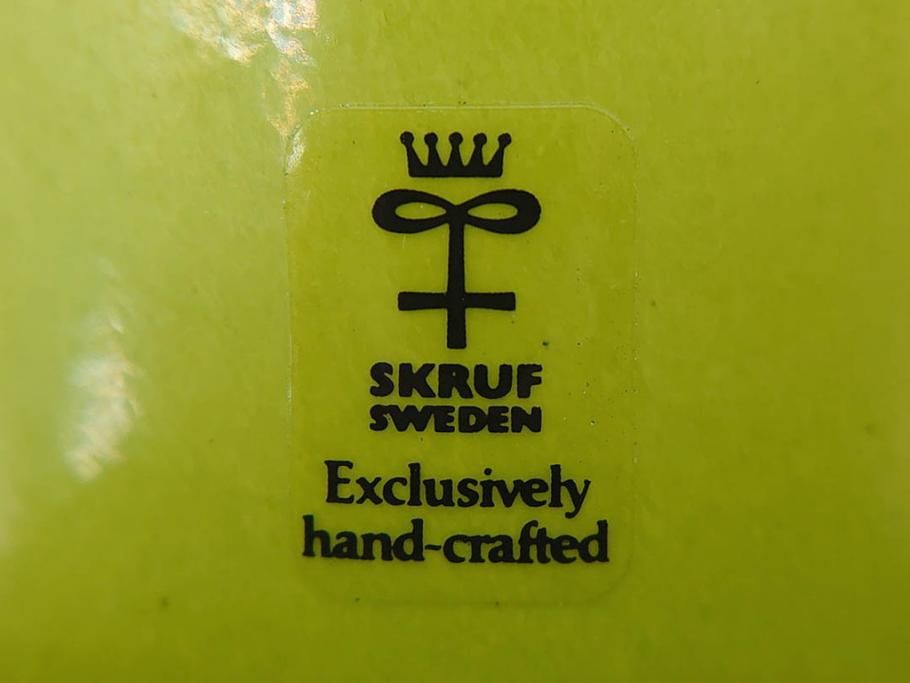 SKRUF
SWEDEN
Exclusively
hand-crafted